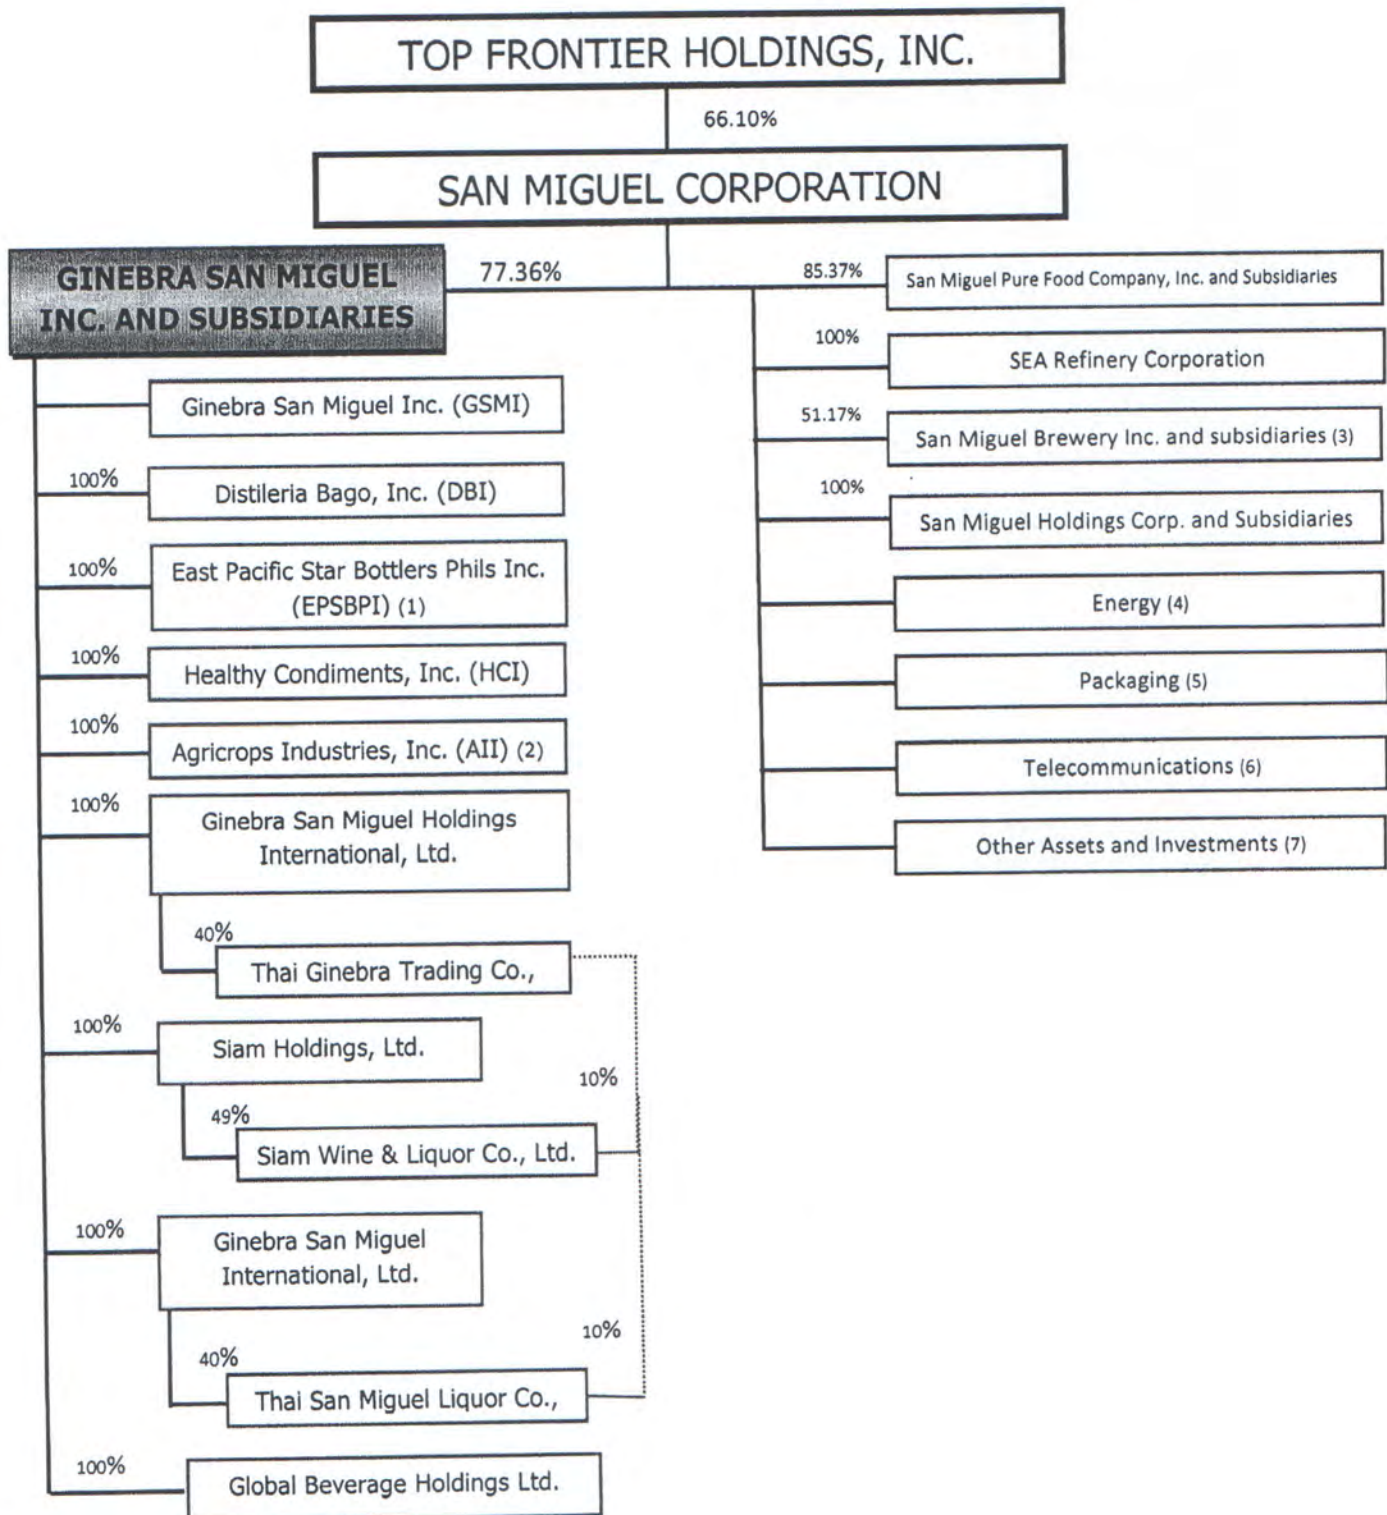 TOP FRONTIER HOLDINGS, INC.
66.10%
SAN MIGUEL CORPORATION
GINEBRA SAN MIGUEL
INC. AND SUBSIDIARIES
77.36%
85.37%
San Miguel Pure Food Company, Inc. and Subsidiaries
100%
SEA Refinery Corporation
51.17%
San Miguel Brewery Inc. and subsidiaries (3)
100%
San Miguel Holdings Corp. and Subsidiaries
Energy (4)
Packaging (5)
Telecommunications (6)
Other Assets and Investments (7)
Ginebra San Miguel Inc. (GSMI)
100%
Distileria Bago, Inc. (DBI)
100%
East Pacific Star Bottlers Phils Inc.
(EPSBPI) (1)
100%
Healthy Condiments, Inc. (HCI)
100%
Agricrops Industries, Inc. (AII) (2)
100%
Ginebra San Miguel Holdings
International, Ltd.
40%
Thai Ginebra Trading Co.,
100%
Siam Holdings, Ltd.
10%
49%
Siam Wine & Liquor Co., Ltd.
100%
Ginebra San Miguel
International, Ltd.
10%
40%
Thai San Miguel Liquor Co.,
100%
Global Beverage Holdings Ltd.